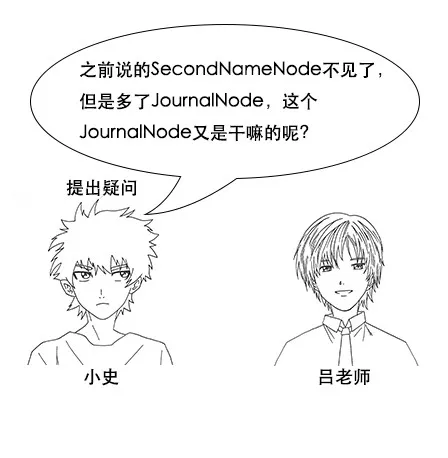 之前说的SecondNameNode不见了，
但是多了JournalNode，这个
JournalNode又是干嘛的呢？
提出疑问
小史
吕老师